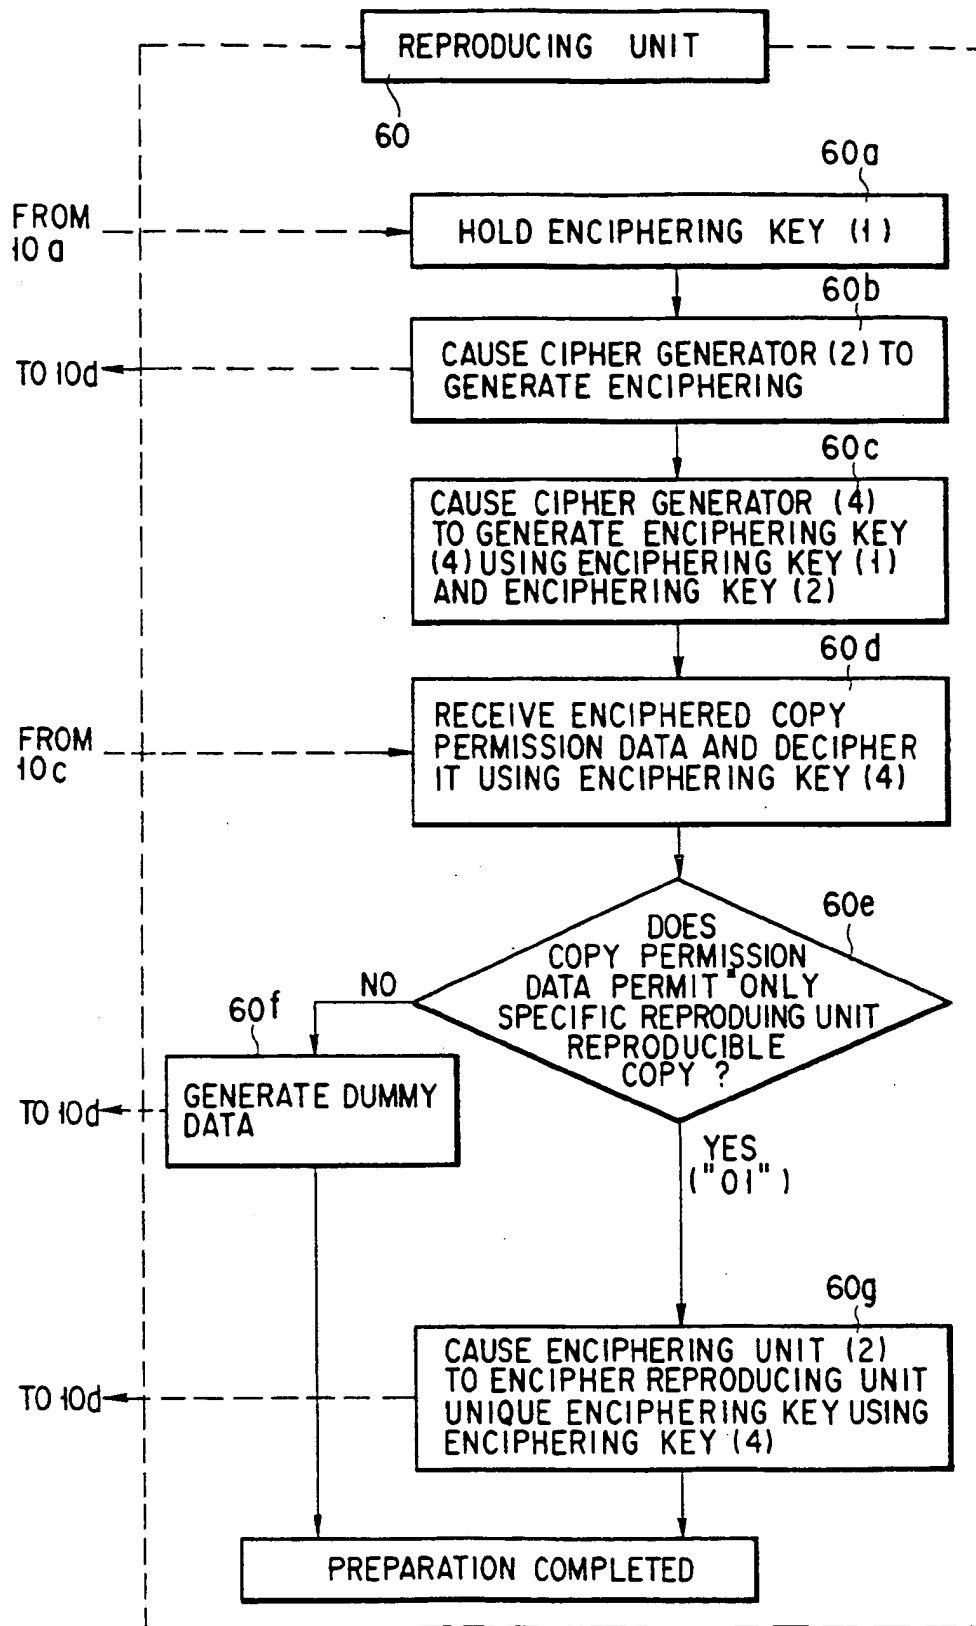 REPRODUCING UNIT
60
60a
FROM
10a
HOLD ENCIPHERING KEY (1)
60b
TO 10d
CAUSE CIPHER GENERATOR (2) TO
GENERATE ENCIPHERING
60c
CAUSE CIPHER GENERATOR (4)
TO GENERATE ENCIPHERING KEY
(4) USING ENCIPHERING KEY (1)
AND ENCIPHERING KEY (2)
60d
FROM
10c
RECEIVE ENCIPHERED COPY
PERMISSION DATA AND DECIPHER
IT USING ENCIPHERING KEY (4)
60e
DOES
COPY PERMISSION
DATA PERMIT "ONLY
SPECIFIC REPRODUING UNIT
REPRODUCIBLE
COPY ?
NO
60f
TO 10d
GENERATE DUMMY
DATA
YES
("01")
60g
TO 10d
CAUSE ENCIPHERING UNIT (2)
TO ENCIPHER REPRODUCING UNIT
UNIQUE ENCIPHERING KEY USING
ENCIPHERING KEY (4)
PREPARATION COMPLETED